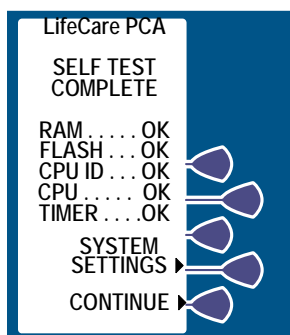 LifeCare PCA
SELF TEST
COMPLETE
RAM . . . . . OK
FLASH . . . OK
CPU ID . . . OK
CPU . . . . . OK
TIMER . . . .OK
SYSTEM
SETTINGS
CONTINUE